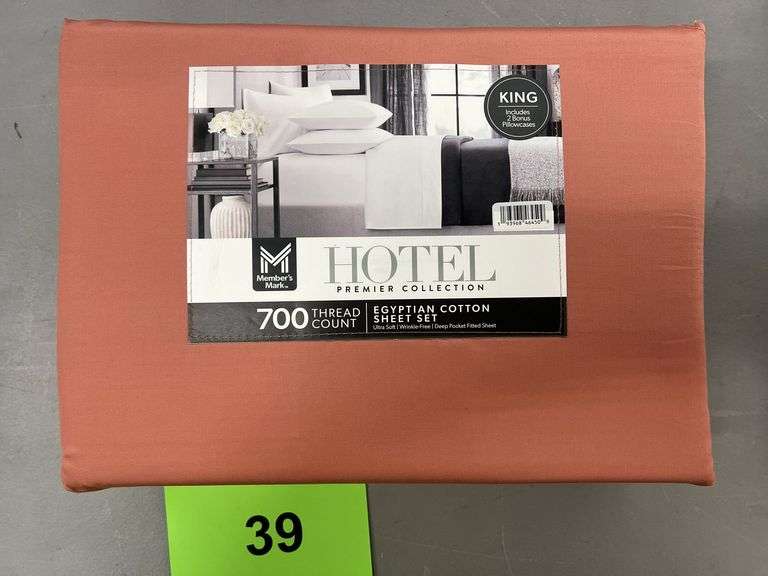 KING
Includes
2 Bonus
Pillowcases
Member's
Mark™
HOTEL
PREMIER COLLECTION
700 THREAD COUNT
EGYPTIAN COTTON
SHEET SET
Ultra Soft | Wrinkle-Free | Deep Pocket Fitted Sheet
39